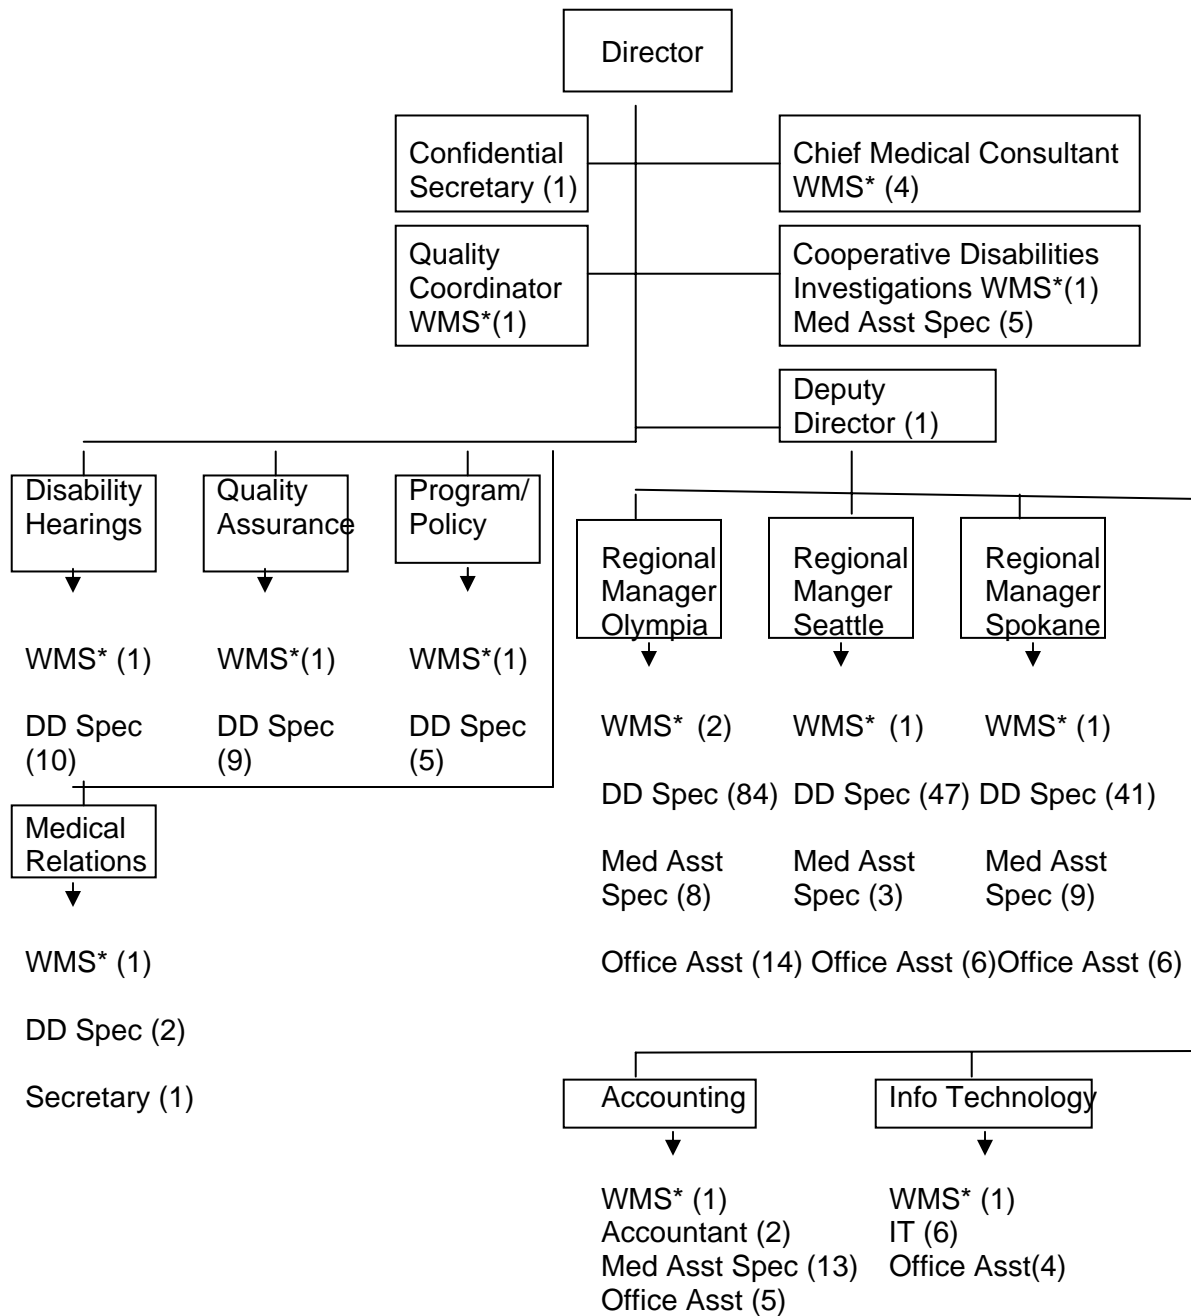 Director
Confidential
Secretary (1)
Chief Medical Consultant
WMS* (4)
Quality
Coordinator
WMS*(1)
Cooperative Disabilities
Investigations WMS*(1)
Med Asst Spec (5)
Deputy
Director (1)
Disability
Hearings
WMS* (1)
DD Spec
(10)
Quality
Assurance
WMS*(1)
DD Spec
(9)
Program/
Policy
WMS*(1)
DD Spec
(5)
Medical
Relations
WMS* (1)
DD Spec (2)
Secretary (1)
Regional
Manager
Olympia
WMS* (2)
DD Spec (84)
Med Asst
Spec (8)
Office Asst (14)
Regional
Manger
Seattle
WMS* (1)
DD Spec (47)
Med Asst
Spec (3)
Office Asst (6)
Regional
Manager
Spokane
WMS* (1)
DD Spec (41)
Med Asst
Spec (9)
Office Asst (6)
Accounting
WMS* (1)
Accountant (2)
Med Asst Spec (13)
Office Asst (5)
Info Technology
WMS* (1)
IT (6)
Office Asst(4)